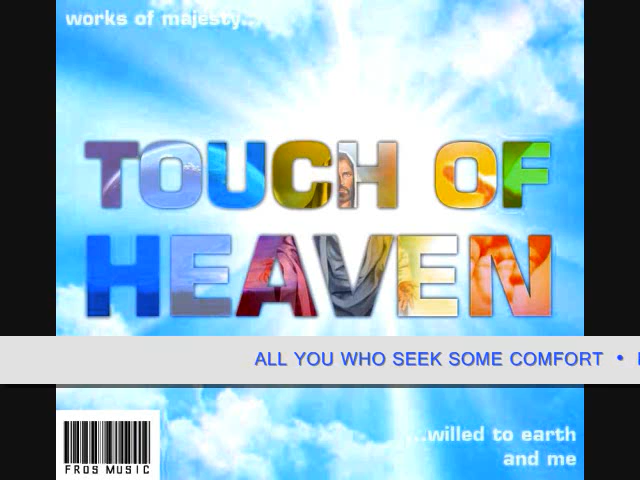 works of majesty...
TOUCH OF
HEAVEN
ALL YOU WHO SEEK SOME COMFORT •
...willed to earth
and me
FROS MUSIC